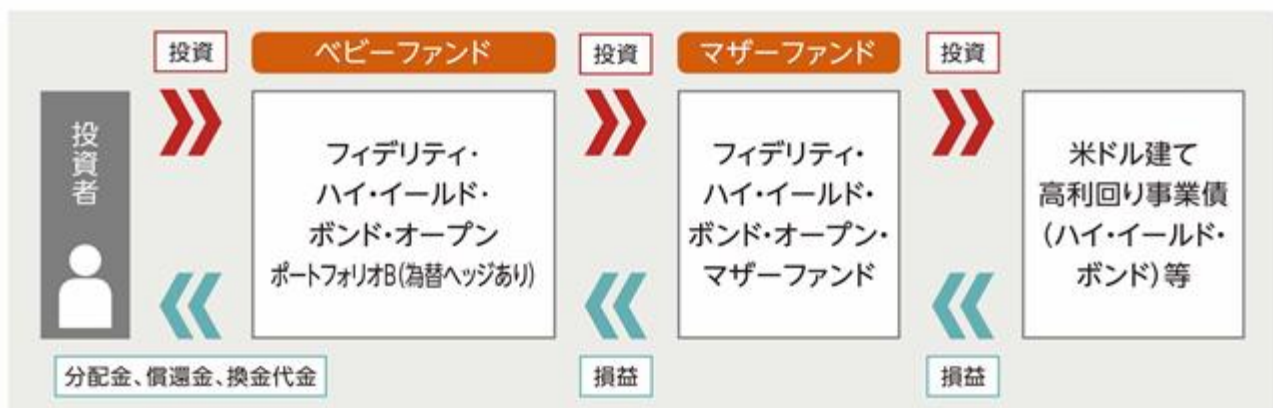 投資
ベビーファンド
投資
マザーファンド
投資
投資者
フィデリティ・
ハイ・イールド・
ボンド・オープン
ポートフォリオB(為替ヘッジあり)
フィデリティ・
ハイ・イールド・
ボンド・オープン・
マザーファンド
米ドル建て
高利回り事業債
(ハイ・イールド・
ボンド)等
分配金、償還金、換金代金
損益
損益